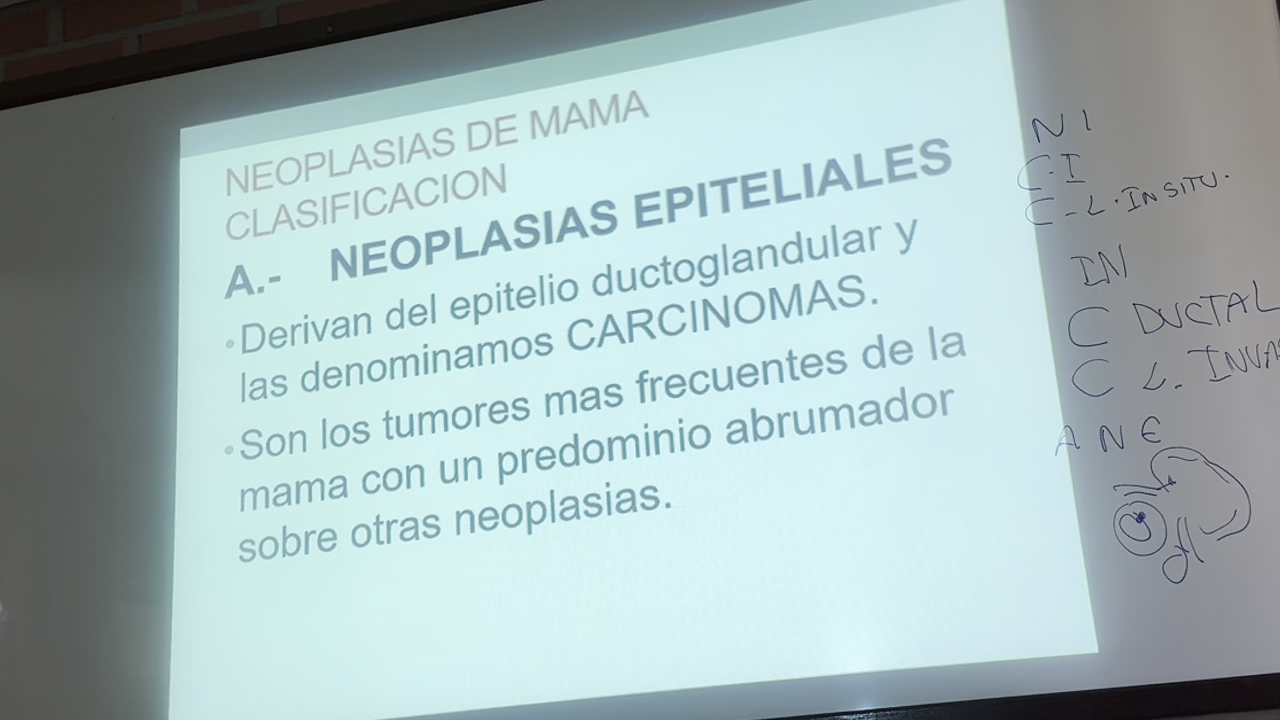 NEOPLASIAS DE MAMA
CLASIFICACION
A.- NEOPLASIAS EPITELIALES
•Derivan del epitelio ductoglandular y
las denominamos CARCINOMAS.
•Son los tumores mas frecuentes de la
mama con un predominio abrumador
sobre otras neoplasias.
N I
C-I
C-L. IN SITU.
IN
C DUCTAL
C L. INVAS
A N E